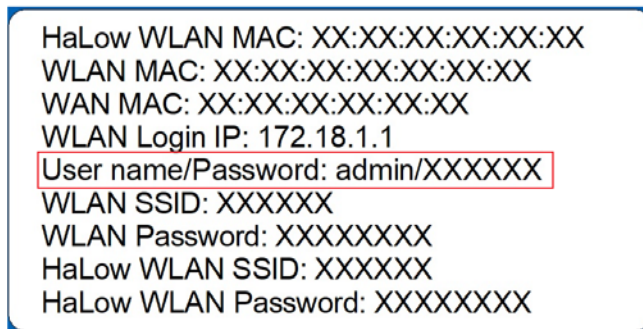 HaLow WLAN MAC: XX:XX:XX:XX:XX:XX
WLAN MAC: XX:XX:XX:XX:XX:XX
WAN MAC: XX:XX:XX:XX:XX:XX
WLAN Login IP: 172.18.1.1
User name/Password: admin/XXXXXX
WLAN SSID: XXXXXX
WLAN Password: XXXXXXXX
HaLow WLAN SSID: XXXXXX
HaLow WLAN Password: XXXXXXXX